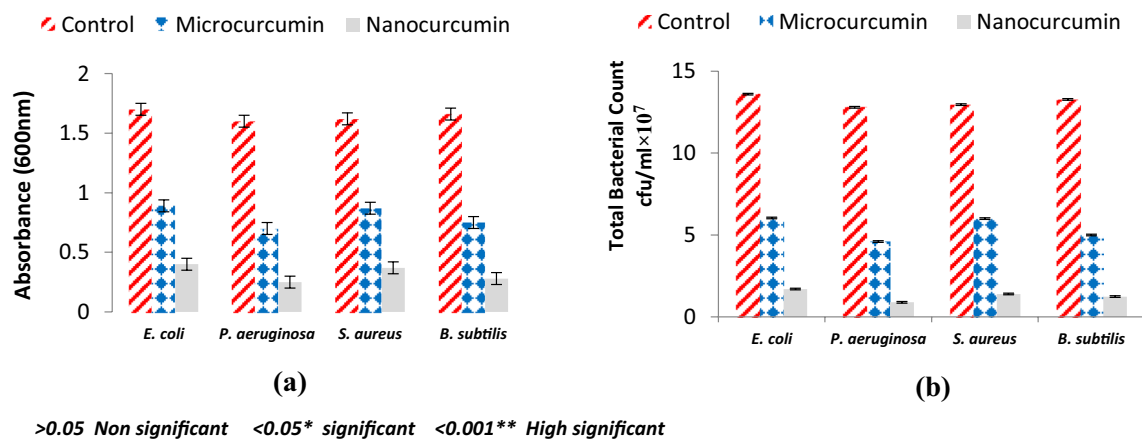 Control Microcurcumin Nanocurcumin
Absorbance (600nm)
2
1.5
1
0.5
0
E. coli P. aeruginosa S. aureus B. subtilis
(a)
Control Microcurcumin Nanocurcumin
Total Bacterial Count
cfu/ml×10⁷
15
10
5
0
E. coli P. aeruginosa S. aureus B. subtilis
(b)
>0.05 Non significant <0.05* significant <0.001** High significant